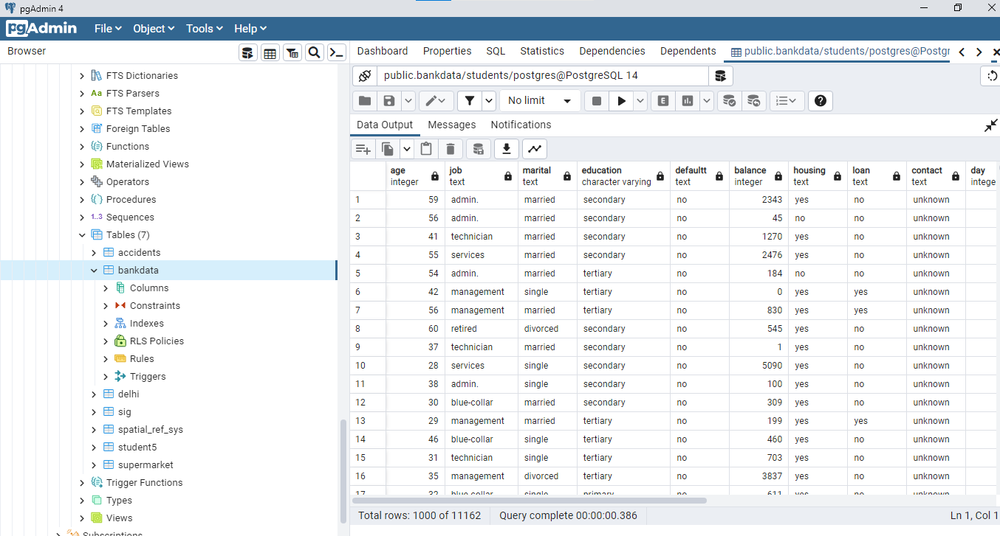 pgAdmin 4
pgAdmin File Object Tools Help
Browser
Dashboard Properties SQL Statistics Dependencies Dependents public.bankdata/students/postgres@Postgr
FTS Dictionaries
Aa FTS Parsers
FTS Templates
Foreign Tables
Functions
Materialized Views
Operators
Procedures
1..3 Sequences
Tables (7)
accidents
bankdata
Columns
Constraints
Indexes
RLS Policies
Rules
Triggers
delhi
sig
spatial_ref_sys
student5
supermarket
Trigger Functions
Types
Views
Subscriptions
public.bankdata/students/postgres@PostgreSQL 14
No limit E ?
Data Output Messages Notifications
age job marital education defaultt balance housing loan contact day
integer text text character varying text integer text text text intege
1 59 admin. married secondary no 2343 yes no unknown
2 56 admin. married secondary no 45 no no unknown
3 41 technician married secondary no 1270 yes no unknown
4 55 services married secondary no 2476 yes no unknown
5 54 admin. married tertiary no 184 no no unknown
6 42 management single tertiary no 0 yes yes unknown
7 56 management married tertiary no 830 yes yes unknown
8 60 retired divorced secondary no 545 yes no unknown
9 37 technician married secondary no 1 yes no unknown
10 28 services single secondary no 5090 yes no unknown
11 38 admin. single secondary no 100 yes no unknown
12 30 blue-collar married secondary no 309 yes no unknown
13 29 management married tertiary no 199 yes yes unknown
14 46 blue-collar single tertiary no 460 yes no unknown
15 31 technician single tertiary no 703 yes no unknown
16 35 management divorced tertiary no 3837 yes no unknown
17 32 blue-collar single primary no 611 yes no unknown
Total rows: 1000 of 11162 Query complete 00:00:00.386 Ln 1, Col 1